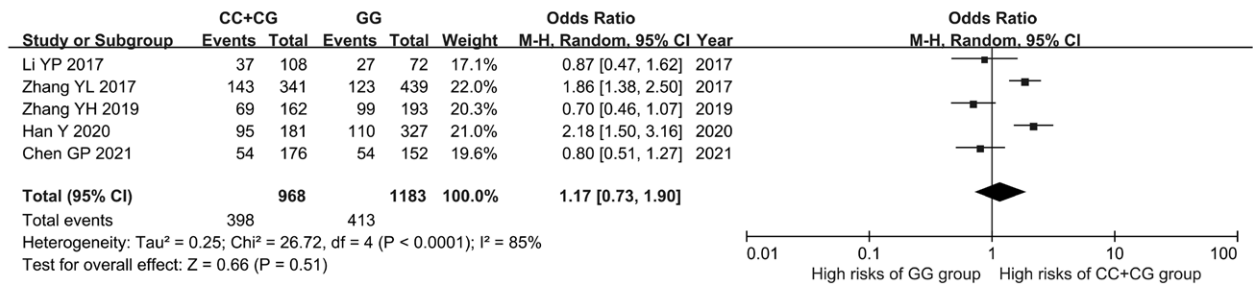 CC+CG GG Odds Ratio Odds Ratio
Study or Subgroup Events Total Events Total Weight M-H, Random, 95% CI Year M-H, Random, 95% CI
Li YP 2017 37 108 27 72 17.1% 0.87 [0.47, 1.62] 2017
Zhang YL 2017 143 341 123 439 22.0% 1.86 [1.38, 2.50] 2017
Zhang YH 2019 69 162 99 193 20.3% 0.70 [0.46, 1.07] 2019
Han Y 2020 95 181 110 327 21.0% 2.18 [1.50, 3.16] 2020
Chen GP 2021 54 176 54 152 19.6% 0.80 [0.51, 1.27] 2021
Total (95% CI) 968 1183 100.0% 1.17 [0.73, 1.90]
Total events 398 413
Heterogeneity: Tau² = 0.25; Chi² = 26.72, df = 4 (P < 0.0001); I² = 85%
Test for overall effect: Z = 0.66 (P = 0.51)
0.01 0.1 1 10 100
High risks of GG group High risks of CC+CG group